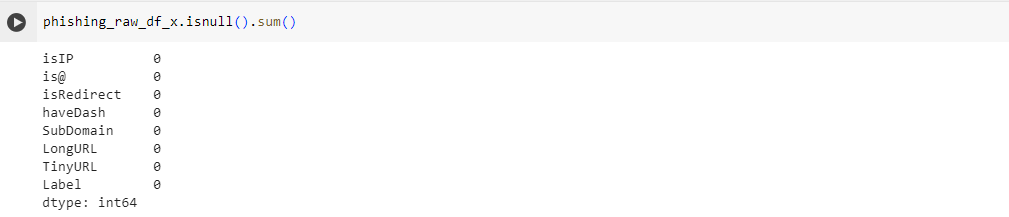 phishing_raw_df_x.isnull().sum()
isIP 0
is@ 0
isRedirect 0
haveDash 0
SubDomain 0
LongURL 0
TinyURL 0
Label 0
dtype: int64